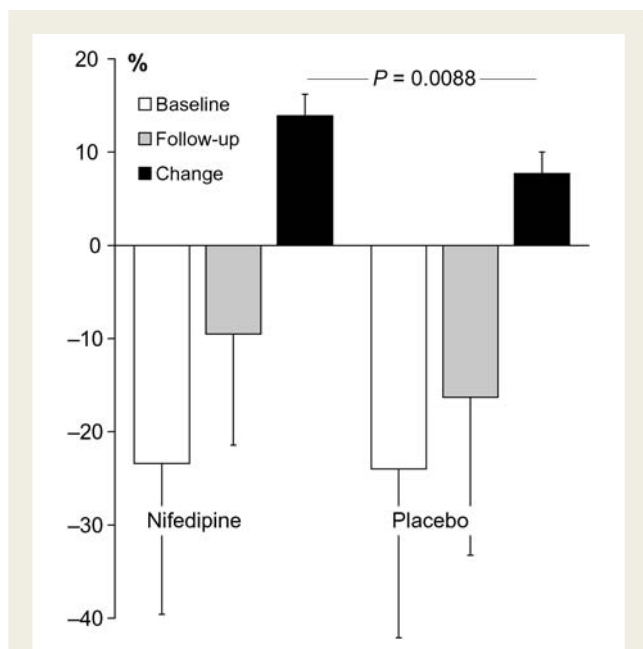 20
%
P = 0.0088
Baseline
Follow-up
Change
10
0
–10
–20
–30
–40
Nifedipine
Placebo